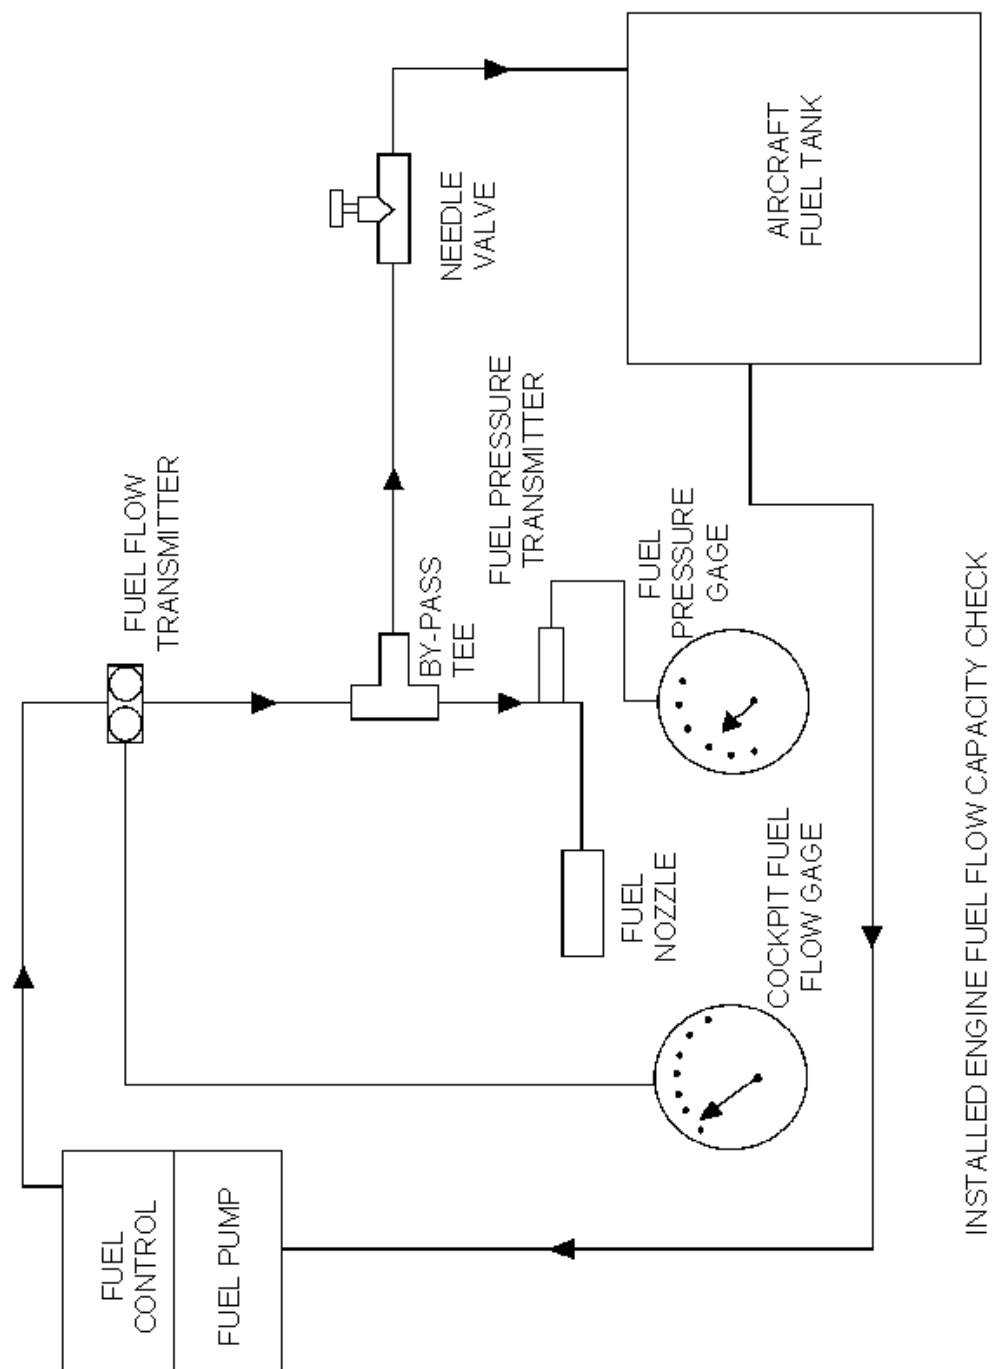 FUEL
CONTROL
FUEL PUMP
FUEL FLOW
TRANSMITTER
BY-PASS
TEE
NEEDLE
VALVE
FUEL PRESSURE
TRANSMITTER
FUEL
NOZZLE
FUEL
PRESSURE
GAGE
COCKPIT FUEL
FLOW GAGE
AIRCRAFT
FUEL TANK
INSTALLED ENGINE FUEL FLOW CAPACITY CHECK